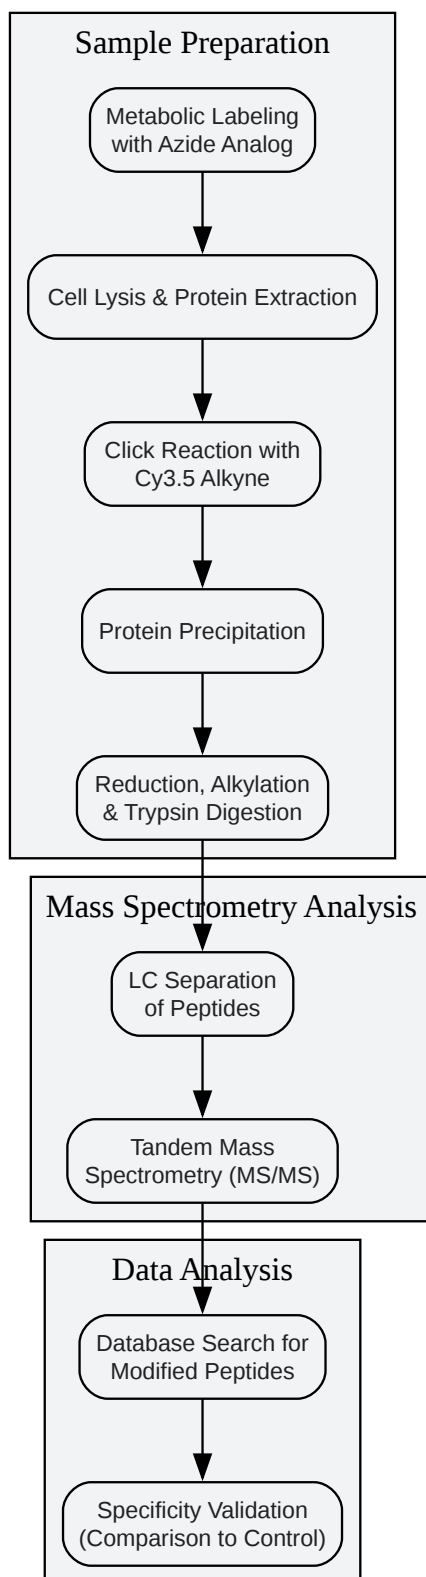 Sample Preparation
Metabolic Labeling
with Azide Analog
Cell Lysis & Protein Extraction
Click Reaction with
Cy3.5 Alkyne
Protein Precipitation
Reduction, Alkylation
& Trypsin Digestion
Mass Spectrometry Analysis
LC Separation
of Peptides
Tandem Mass
Spectrometry (MS/MS)
Data Analysis
Database Search for
Modified Peptides
Specificity Validation
(Comparison to Control)